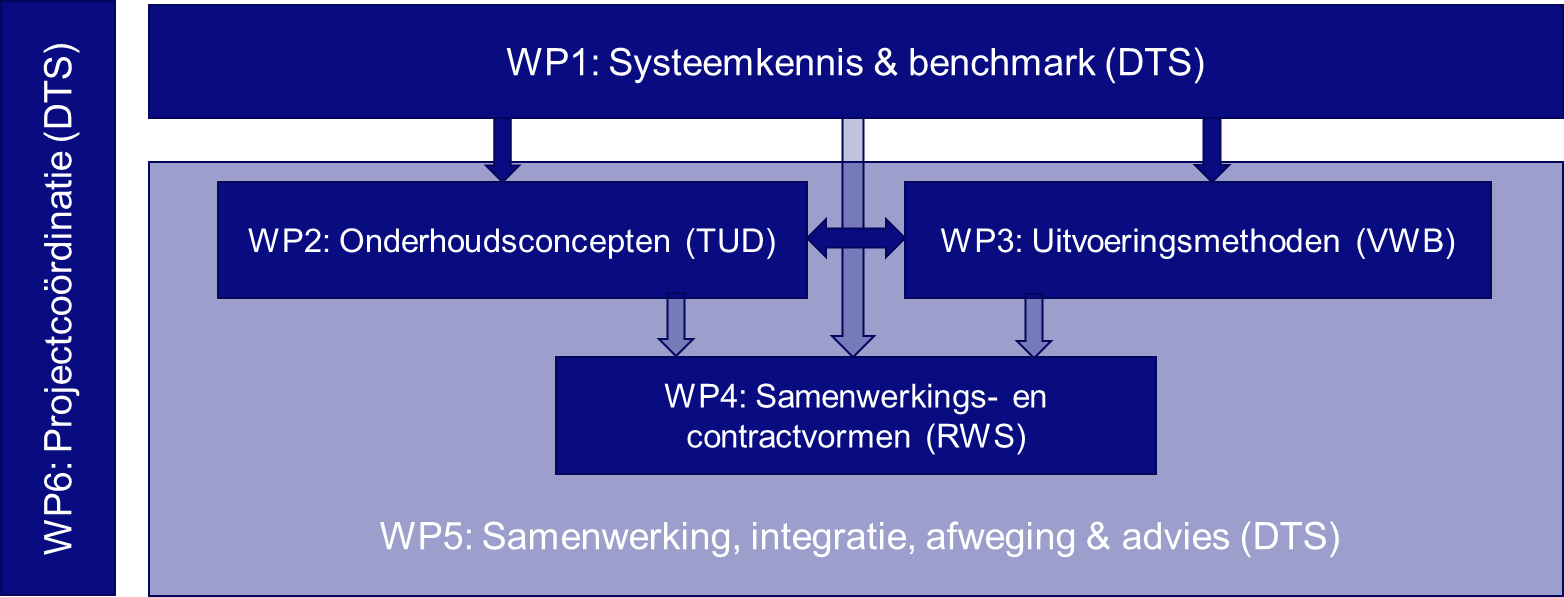 WP6: Projectcoördinatie (DTS)
WP1: Systeemkennis & benchmark (DTS)
WP2: Onderhoudsconcepten (TUD)
WP3: Uitvoeringsmethoden (VWB)
WP4: Samenwerkings- en
contractvormen (RWS)
WP5: Samenwerking, integratie, afweging & advies (DTS)